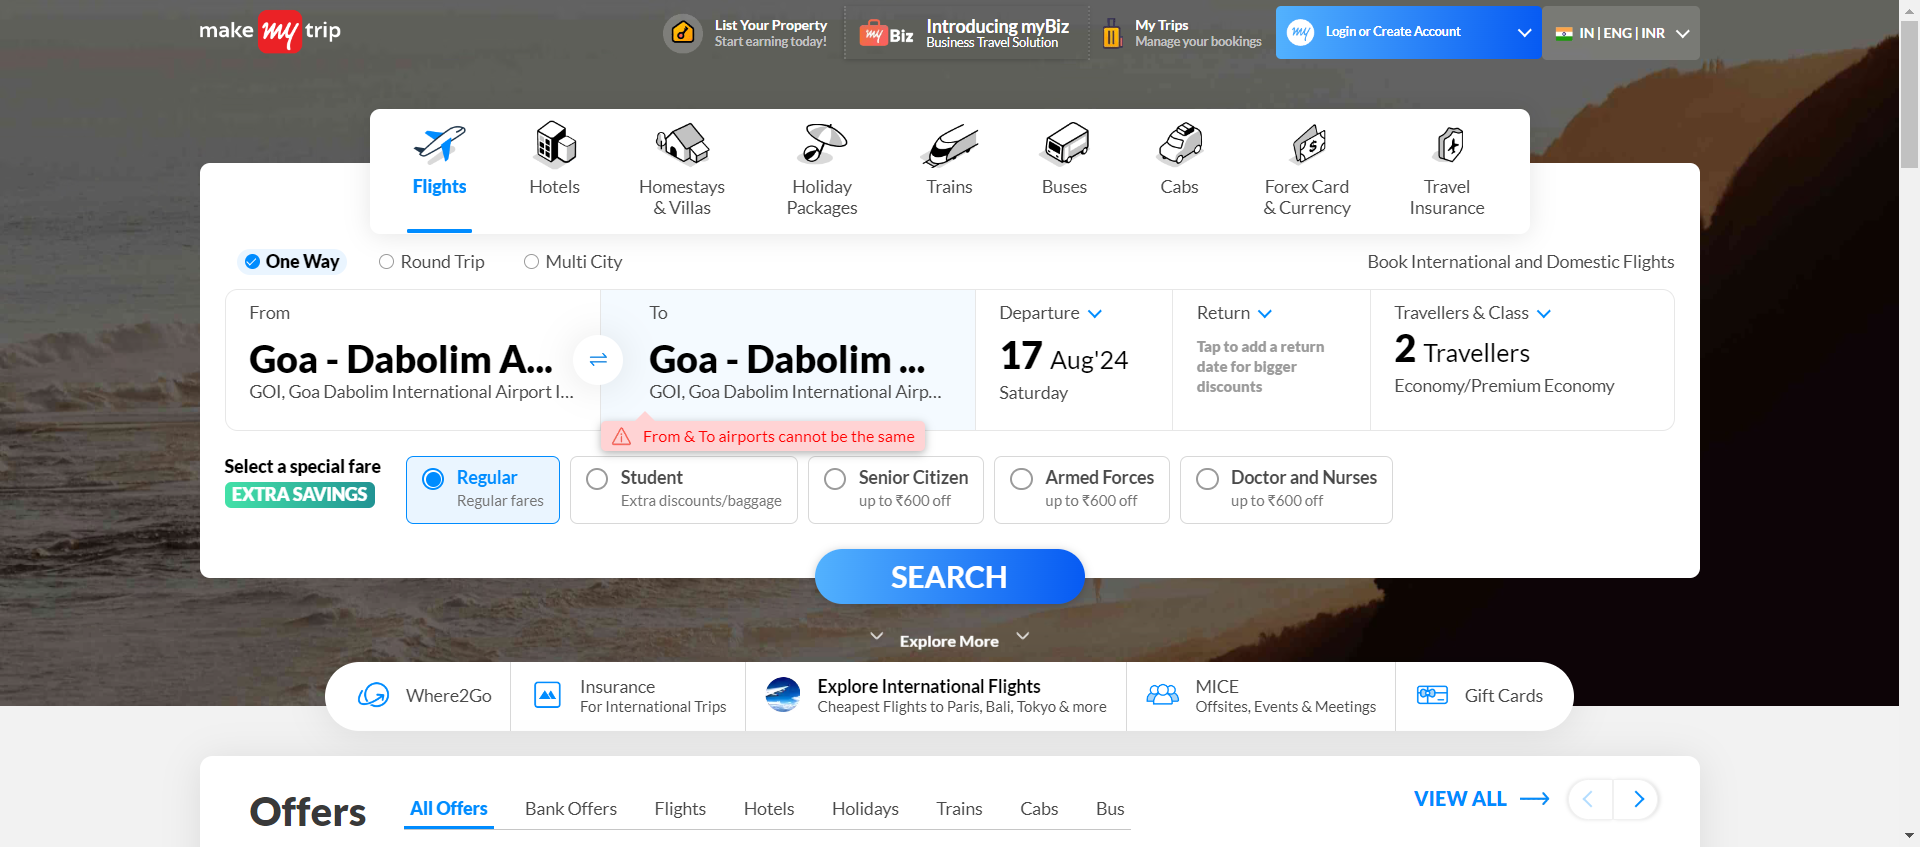 make my trip
List Your Property
Start earning today!
my Biz
Introducing myBiz
Business Travel Solution
My Trips
Manage your bookings
my
Login or Create Account
IN | ENG | INR
Flights
Hotels
Homestays
& Villas
Holiday
Packages
Trains
Buses
Cabs
Forex Card
& Currency
Travel
Insurance
One Way
Round Trip
Multi City
Book International and Domestic Flights
From
Goa - Dabolim A...
GOI, Goa Dabolim International Airport I...
To
Goa - Dabolim ...
GOI, Goa Dabolim International Airp...
From & To airports cannot be the same
Departure
17 Aug'24
Saturday
Return
Tap to add a return
date for bigger
discounts
Travellers & Class
2 Travellers
Economy/Premium Economy
Select a special fare
EXTRA SAVINGS
Regular
Regular fares
Student
Extra discounts/baggage
Senior Citizen
up to ₹600 off
Armed Forces
up to ₹600 off
Doctor and Nurses
up to ₹600 off
SEARCH
Explore More
Where2Go
Insurance
For International Trips
Explore International Flights
Cheapest Flights to Paris, Bali, Tokyo & more
MICE
Offsites, Events & Meetings
Gift Cards
Offers
All Offers
Bank Offers
Flights
Hotels
Holidays
Trains
Cabs
Bus
VIEW ALL